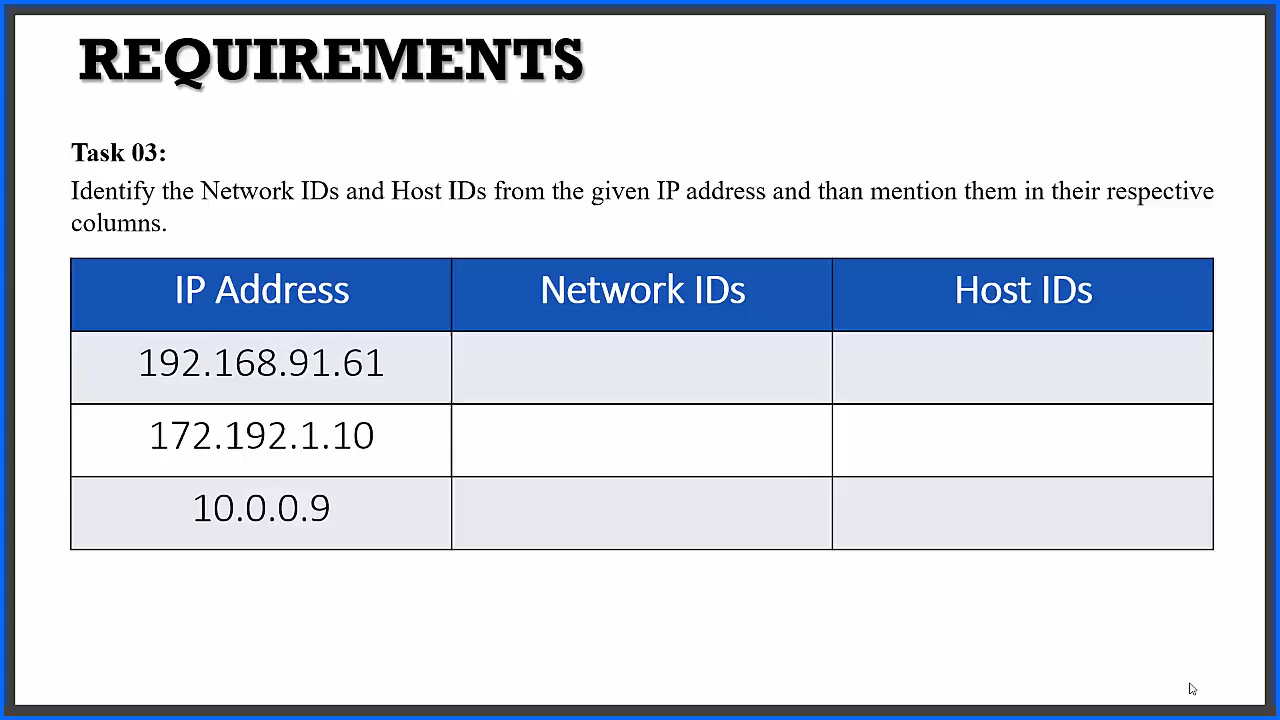 REQUIREMENTS
Task 03:
Identify the Network IDs and Host IDs from the given IP address and than mention them in their respective
columns.
IP Address Network IDs Host IDs
192.168.91.61
172.192.1.10
10.0.0.9